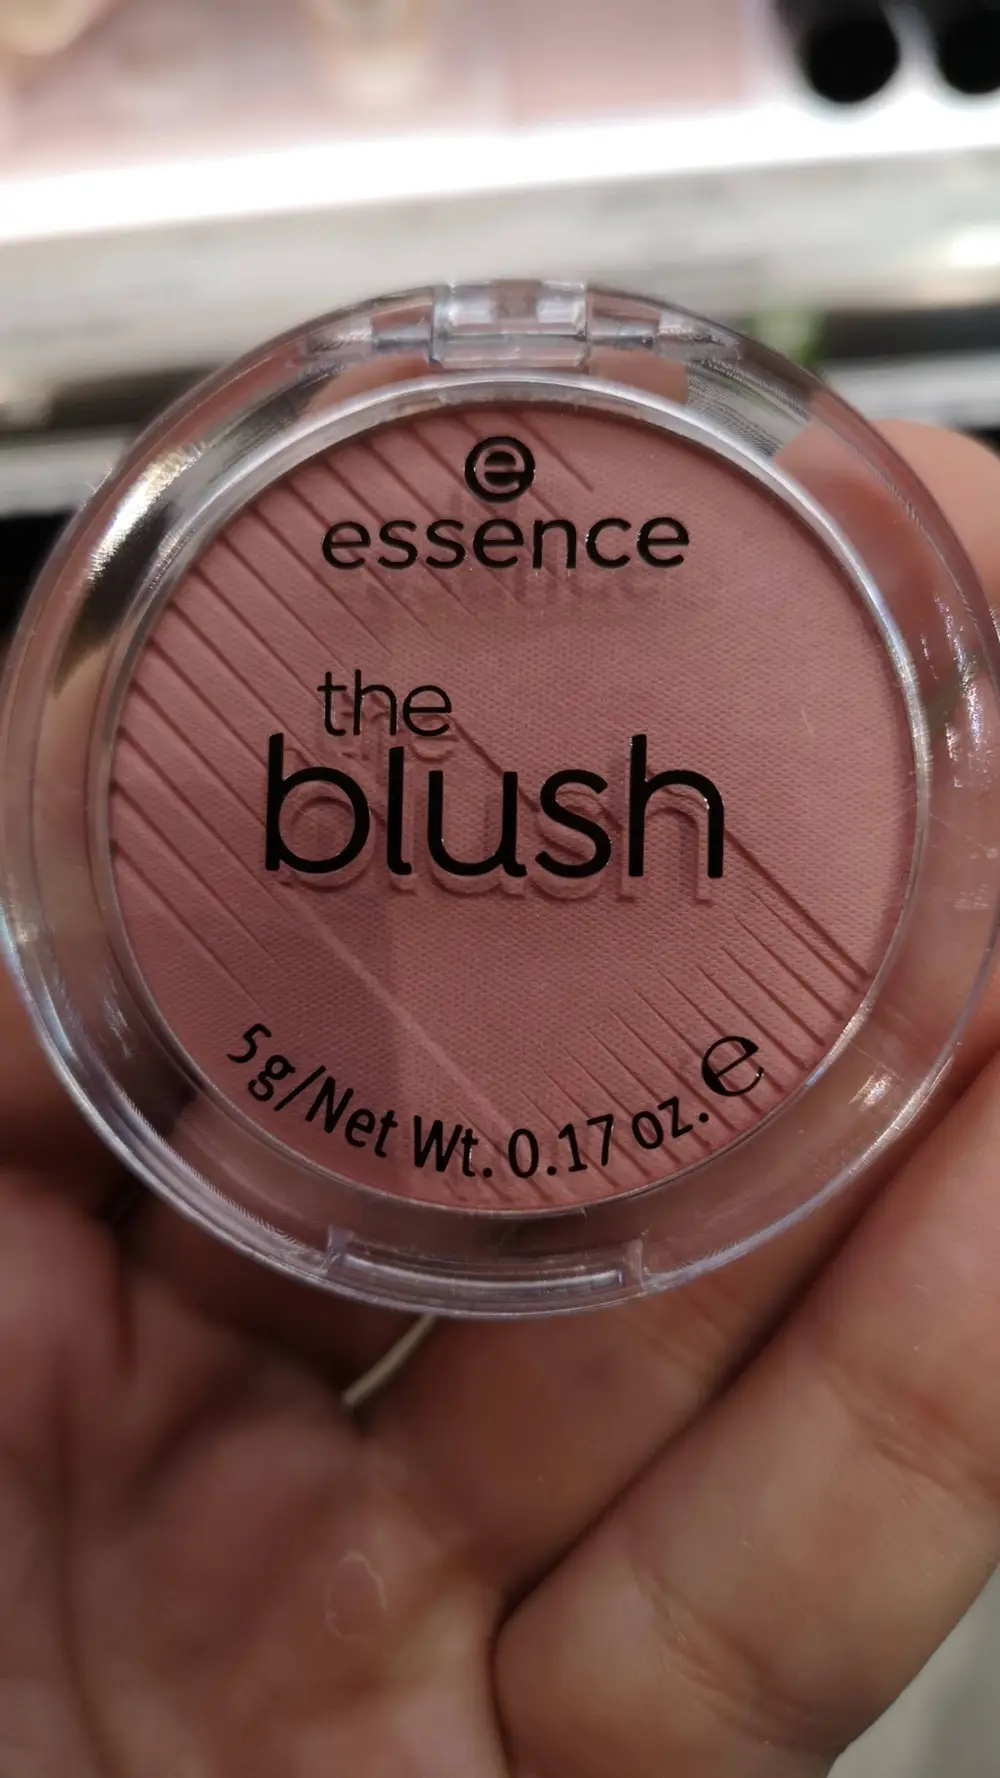 e
essence
the
blush
5g/Net Wt. 0.17 oz. ℮